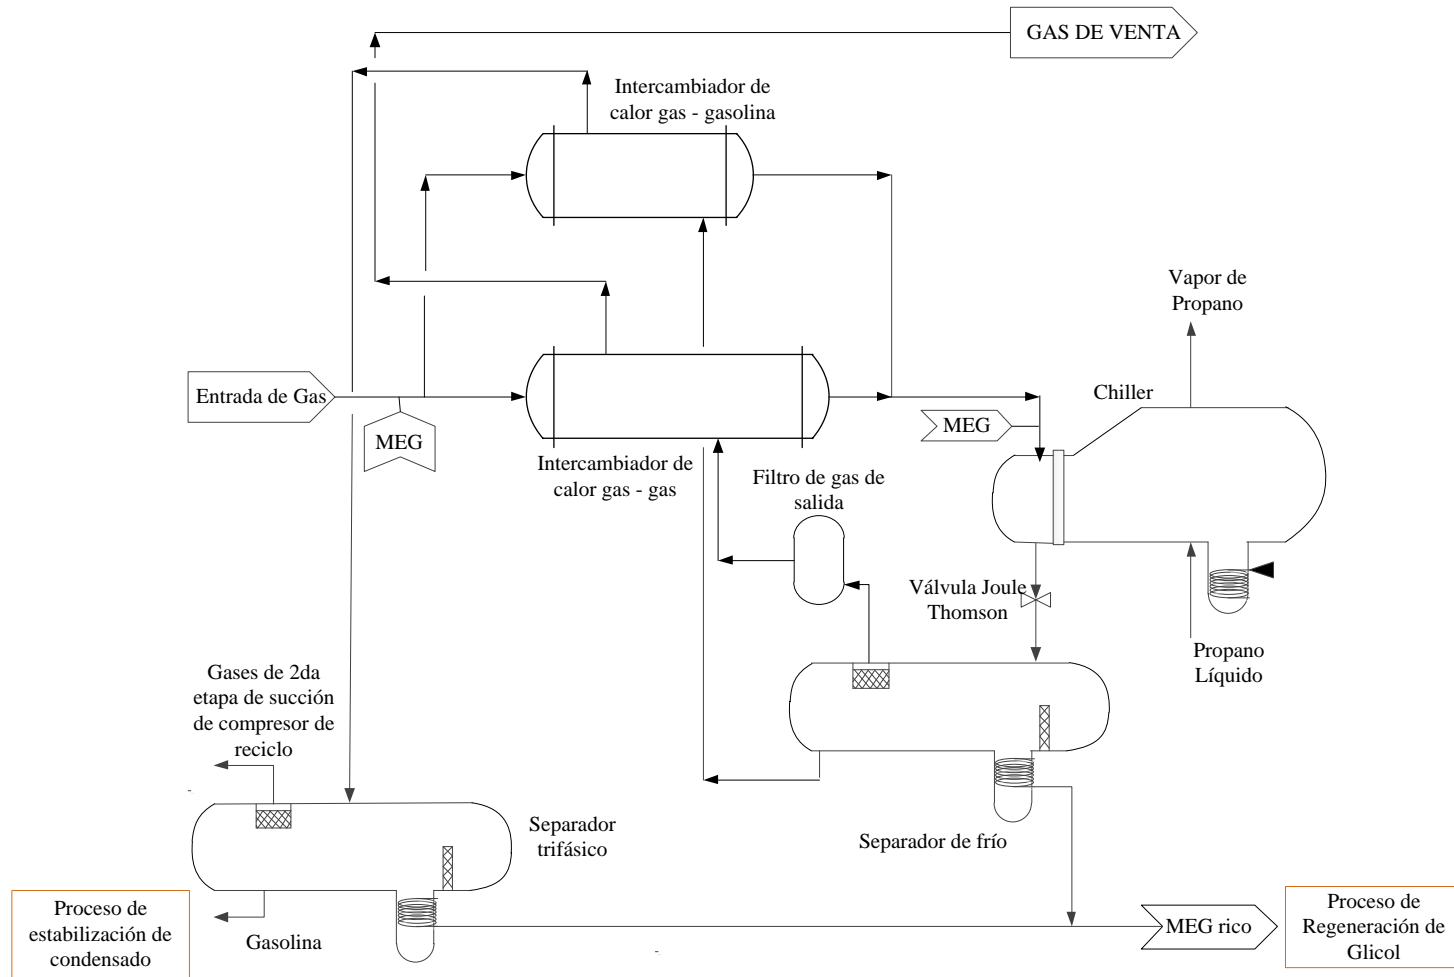 GAS DE VENTA
Intercambiador de
calor gas - gasolina
Vapor de
Propano
Entrada de Gas
MEG
Chiller
MEG
Intercambiador de
calor gas - gas
Filtro de gas de
salida
Válvula Joule
Thomson
Propano
Líquido
Gases de 2da
etapa de succión
de compresor de
reciclo
Separador
trifásico
Separador de frío
Proceso de
estabilización de
condensado
Gasolina
MEG rico
Proceso de
Regeneración de
Glicol